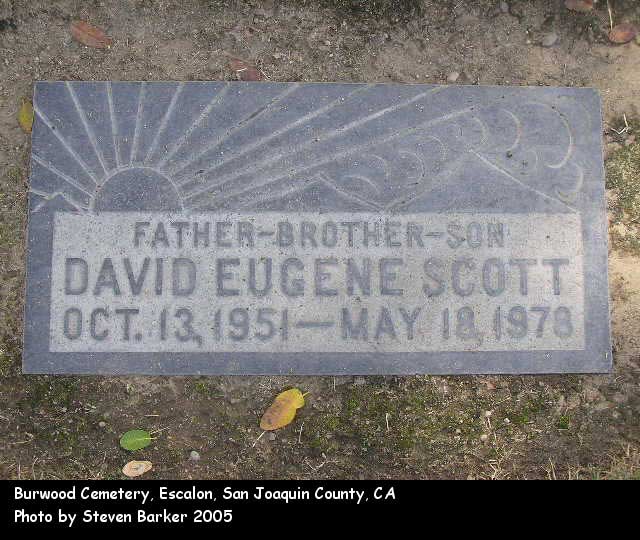 FATHER-BROTHER-SON
DAVID EUGENE SCOTT
OCT. 13, 1951—MAY 18, 1978
Burwood Cemetery, Escalon, San Joaquin County, CA
Photo by Steven Barker 2005